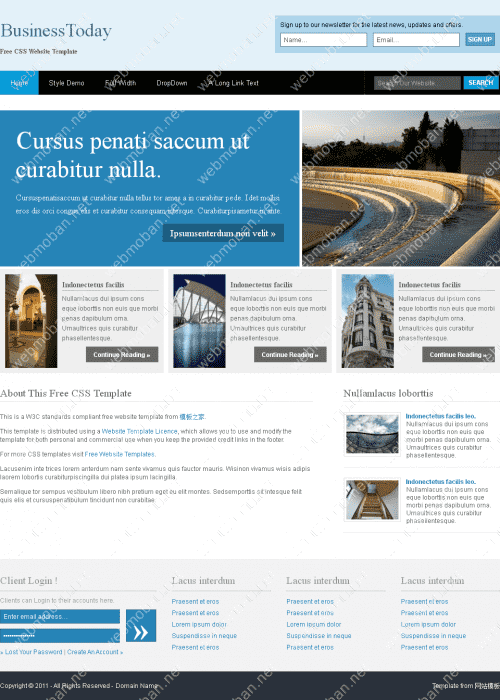 BusinessToday
Free CSS Website Template
Sign up to our newsletter for the latest news, updates and offers.
Name...
Email...
SIGN UP
Home
Style Demo
Full Width
DropDown
A Long Link Text
Search Our Website
SEARCH
Cursus penati saccum ut
curabitur nulla.
Cursuspenatisaccum ut curabitur nulla tellus tor ames a in curabitur pede. Idet mollis
eros dis orci congue elis et curabitur consequam tesque. Curabiturpisametur in ante.
Ipsumsenterdum non velit »
Indonectetus facilis
Nullamlacus dui ipsum cons
eque loborttis non euis que morbi
penas dapibulum orna.
Urnaultrices quis curabitur
phasellentesque.
Continue Reading »
Indonectetus facilis
Nullamlacus dui ipsum cons
eque loborttis non euis que morbi
penas dapibulum orna.
Urnaultrices quis curabitur
phasellentesque.
Continue Reading »
Indonectetus facilis
Nullamlacus dui ipsum cons
eque loborttis non euis que morbi
penas dapibulum orna.
Urnaultrices quis curabitur
phasellentesque.
Continue Reading »
About This Free CSS Template
This is a W3C standards compliant free website template from 模板之家.
This template is distributed using a Website Template Licence, which allows you to use and modify the
template for both personal and commercial use when you keep the provided credit links in the footer.
For more CSS templates visit Free Website Templates.
Lacusenim inte trices lorem anterdum nam sente vivamus quis fauctor mauris. Wisinon vivamus wisis adipis
laorem lobortis curabiturpiscingilla dui platea ipsum lacingilla.
Semalique tor sempus vestibulum libero nibh pretium eget eu elit montes. Sedsemporttis sit intesque felit
quis elis et cursuspenatibulum tincidunt non curabitae.
Nullamlacus loborttis
Indonectetus facilis leo.
Nullamlacus dui ipsum cons
eque loborttis non euis que
morbi penas dapibulum orna.
Urnaultrices quis curabitur
phasellentesque.
Indonectetus facilis leo.
Nullamlacus dui ipsum cons
eque loborttis non euis que
morbi penas dapibulum orna.
Urnaultrices quis curabitur
phasellentesque.
Client Login !
Clients can Login to their accounts here.
Enter email address...
» Lost Your Password | Create An Account »
Lacus interdum
Praesent et eros
Praesent et eros
Lorem ipsum dolor
Suspendisse in neque
Praesent et eros
Lacus interdum
Praesent et eros
Praesent et eros
Lorem ipsum dolor
Suspendisse in neque
Praesent et eros
Lacus interdum
Praesent et eros
Praesent et eros
Lorem ipsum dolor
Suspendisse in neque
Praesent et eros
Copyright © 2011 - All Rights Reserved - Domain Name
Template from 网站模板
webmoban.net